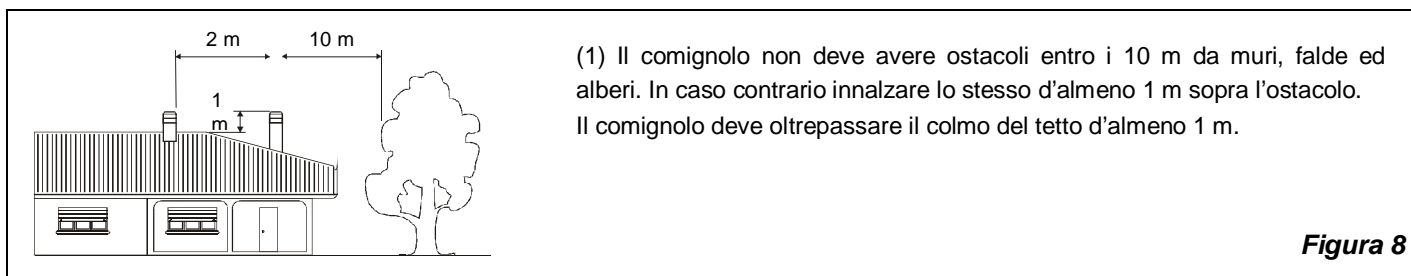 2 m
10 m
1
m
(1) Il comignolo non deve avere ostacoli entro i 10 m da muri, falde ed
alberi. In caso contrario innalzare lo stesso d’almeno 1 m sopra l’ostacolo.
Il comignolo deve oltrepassare il colmo del tetto d’almeno 1 m.
Figura 8